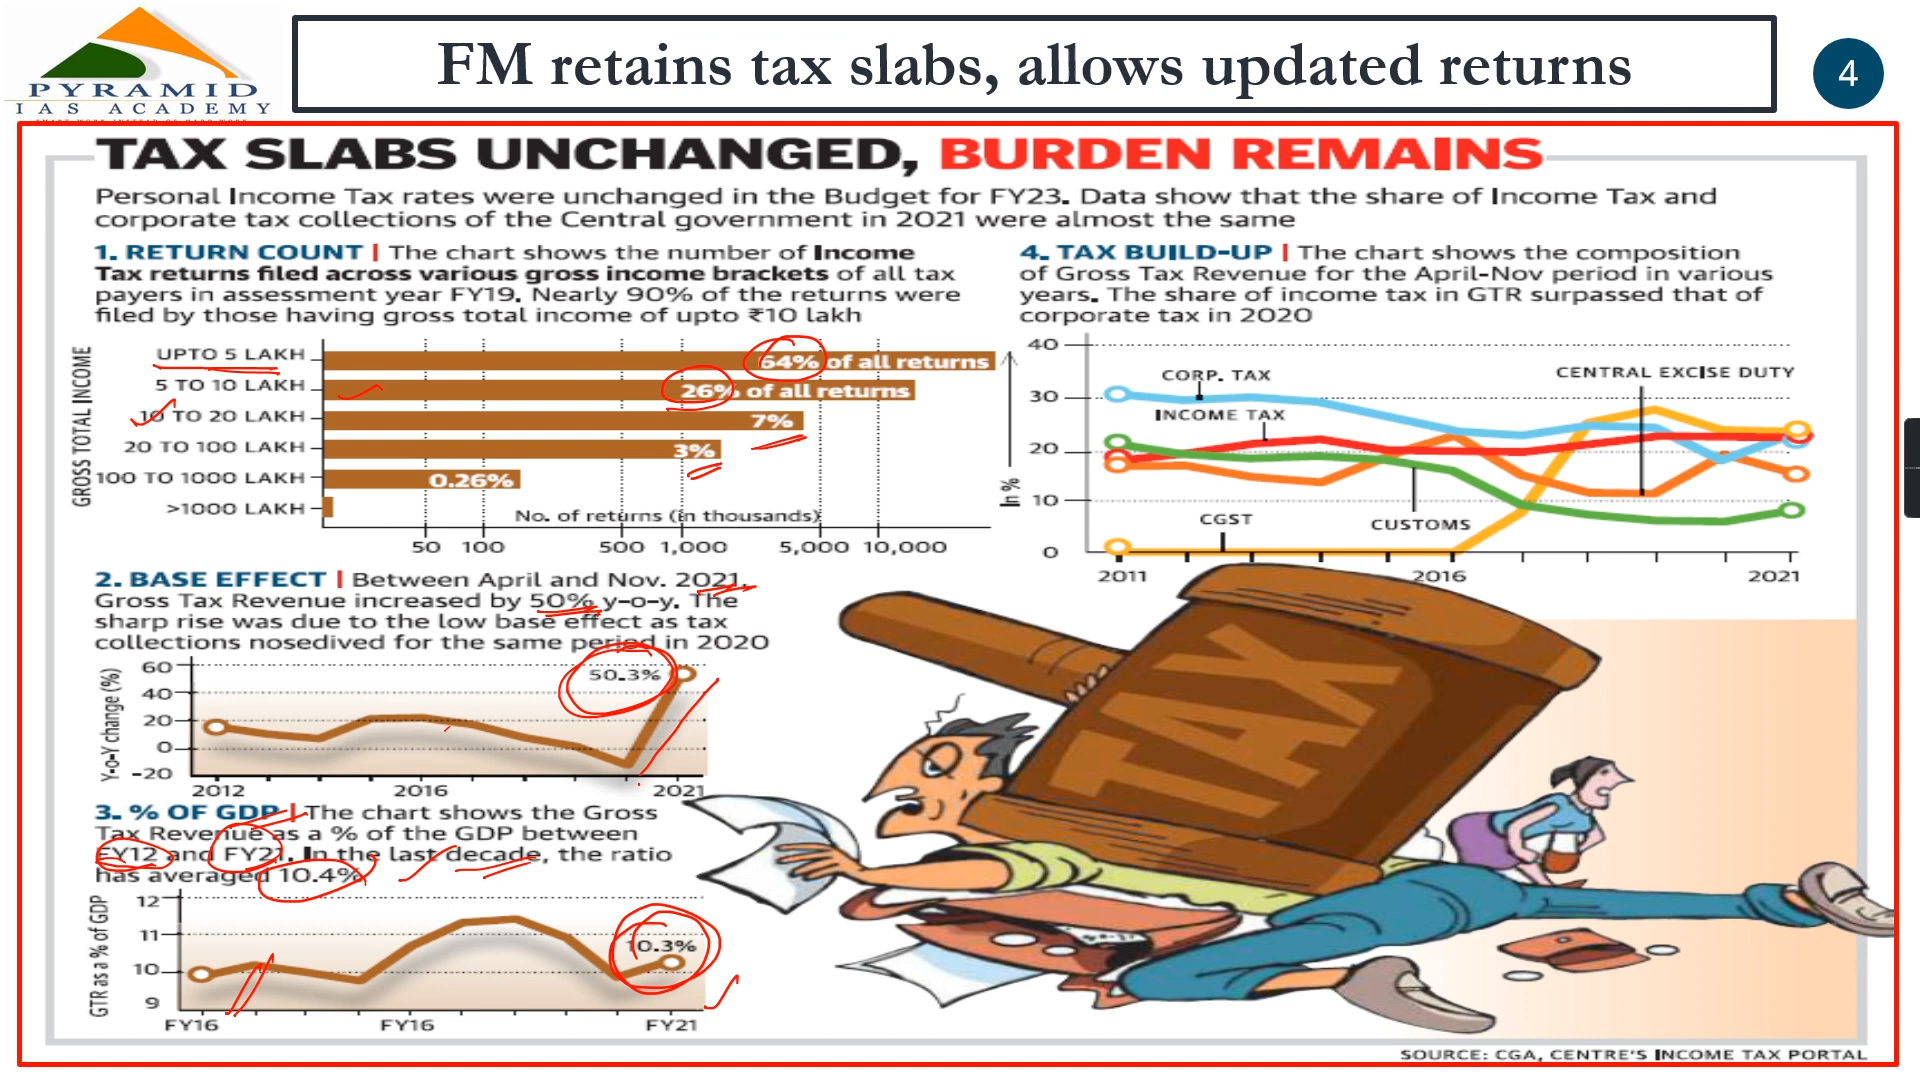 PYRAMID
IAS ACADEMY
FM retains tax slabs, allows updated returns
4
TAX SLABS UNCHANGED, BURDEN REMAINS
Personal Income Tax rates were unchanged in the Budget for FY23. Data show that the share of Income Tax and
corporate tax collections of the Central government in 2021 were almost the same
1. RETURN COUNT | The chart shows the number of Income
Tax returns filed across various gross income brackets of all tax
payers in assessment year FY19. Nearly 90% of the returns were
filed by those having gross total income of upto ₹10 lakh
GROSS TOTAL INCOME
UPTO 5 LAKH
64% of all returns
5 TO 10 LAKH
26% of all returns
10 TO 20 LAKH
7%
20 TO 100 LAKH
3%
100 TO 1000 LAKH
0.26%
>1000 LAKH
No. of returns (in thousands)
50 100 500 1,000 5,000 10,000
2. BASE EFFECT | Between April and Nov. 2021,
Gross Tax Revenue increased by 50% y-o-y. The
sharp rise was due to the low base effect as tax
collections nosedived for the same period in 2020
Y-o-Y change (%)
60
40
20
0
-20
50.3%
2012 2016 2021
3. % OF GDP | The chart shows the Gross
Tax Revenue as a % of the GDP between
FY12 and FY21. In the last decade, the ratio
has averaged 10.4%
GTR as a % of GDP
12
11
10
9
10.3%
FY16 FY16 FY21
4. TAX BUILD-UP | The chart shows the composition
of Gross Tax Revenue for the April-Nov period in various
years. The share of income tax in GTR surpassed that of
corporate tax in 2020
In %
40
30
20
10
0
CORP. TAX
CENTRAL EXCISE DUTY
INCOME TAX
CGST
CUSTOMS
2011 2016 2021
TAX
SOURCE: CGA, CENTRE'S INCOME TAX PORTAL